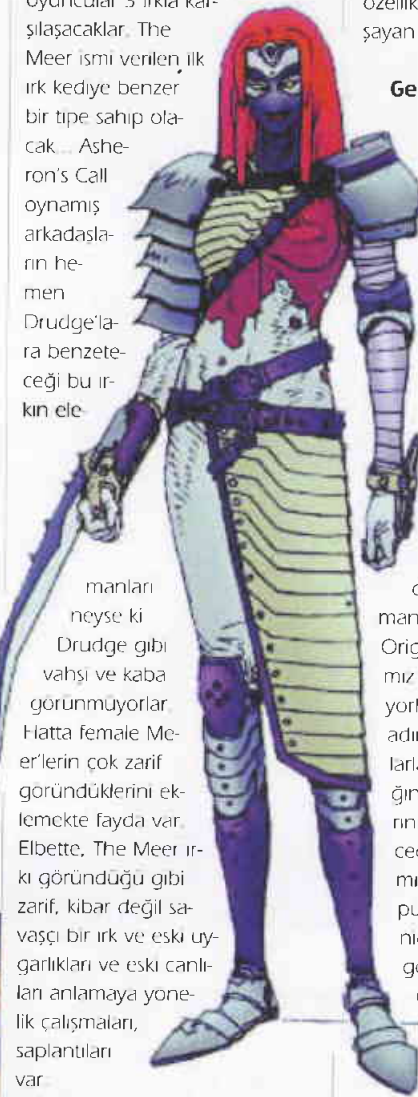 oyuncular 3 ırkla kar-
şılaşacaklar. The
Meer ismi verilen ilk
ırk kediye benzer
bir tipe sahip ola-
cak... Ashe-
ron's Call
oynamış
arkadaşla-
rın he-
men
Drudge'la-
ra benzete-
ceği bu ır-
kın ele-
manları
neyse ki
Drudge gibi
vahşi ve kaba
görünmüyorlar.
Hatta female Me-
er'lerin çok zarif
göründüklerini ek-
lemekte fayda var.
Elbette, The Meer ır-
kı göründüğü gibi
zarif, kibar değil sa-
vaşçı bir ırk ve eski uy-
garlıkları ve eski canlı-
ları anlamaya yöne-
lik çalışmaları,
saplantıları
var.
özellik
şayan
Ge
man
Orig
mız
yorl
adır
larla
ğın
rın
ced
mi
pu
ni
ge